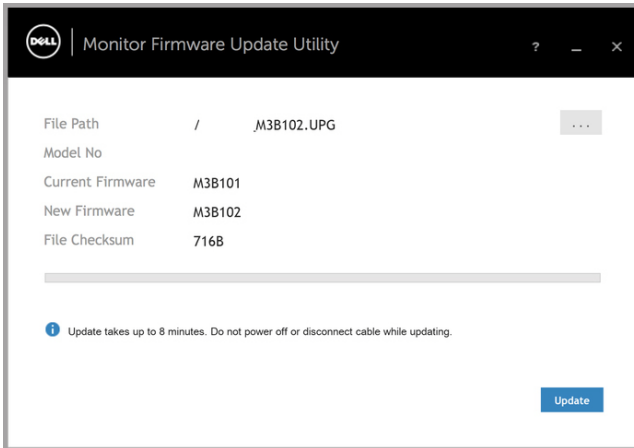 DELL Monitor Firmware Update Utility ? _ ×
File Path / M3B102.UPG ...
Model No
Current Firmware M3B101
New Firmware M3B102
File Checksum 716B
i Update takes up to 8 minutes. Do not power off or disconnect cable while updating.
Update